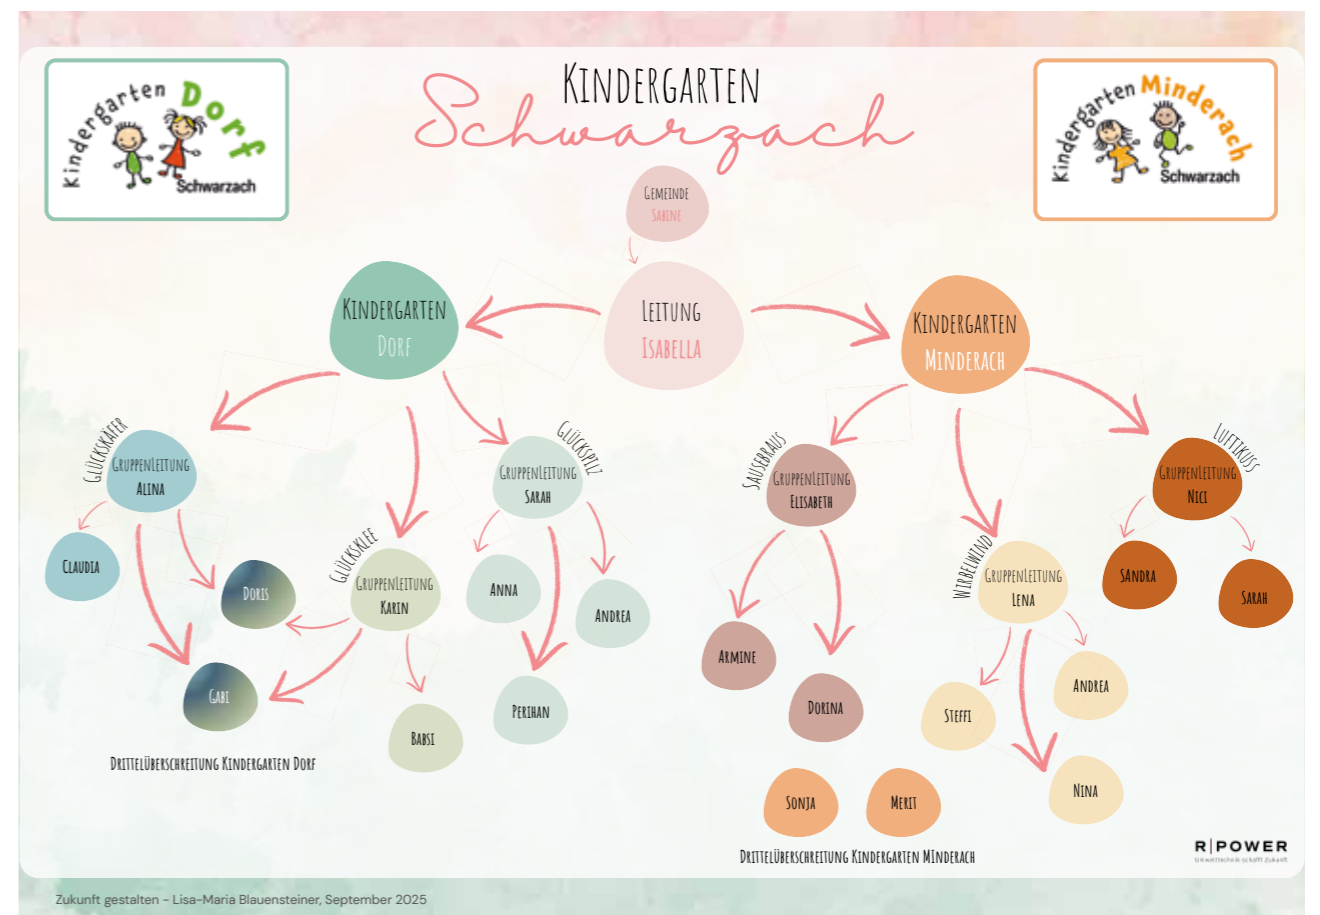 Kindergarten Dorf
Schwarzach
KINDERGARTEN
Schwarzach
Kindergarten Minderach
Schwarzach
GEMEINDE
SABINE
LEITUNG
ISABELLA
KINDERGARTEN
DORF
KINDERGARTEN
MINDERACH
GLÜCKSKÄFER
GRUPPENLEITUNG
ALINA
GLÜCKSPILZ
GRUPPENLEITUNG
SARAH
SAUSEBRAUS
GRUPPENLEITUNG
ELISABETH
LUFTIKUSS
GRUPPENLEITUNG
NICI
CLAUDIA
DORIS
GLÜCKSKLEE
GRUPPENLEITUNG
KARIN
ANNA
ANDREA
WIRBELWIND
GRUPPENLEITUNG
LENA
SANDRA
SARAH
GABI
BABSI
PERIHAN
ARMINE
DORINA
STEFFI
ANDREA
NINA
DRITTELÜBERSCHREITUNG KINDERGARTEN DORF
SONJA
MERIT
DRITTELÜBERSCHREITUNG KINDERGARTEN MINDERACH
R|POWER
Umwelttechnik schafft Zukunft
Zukunft gestalten - Lisa-Maria Blauensteiner, September 2025